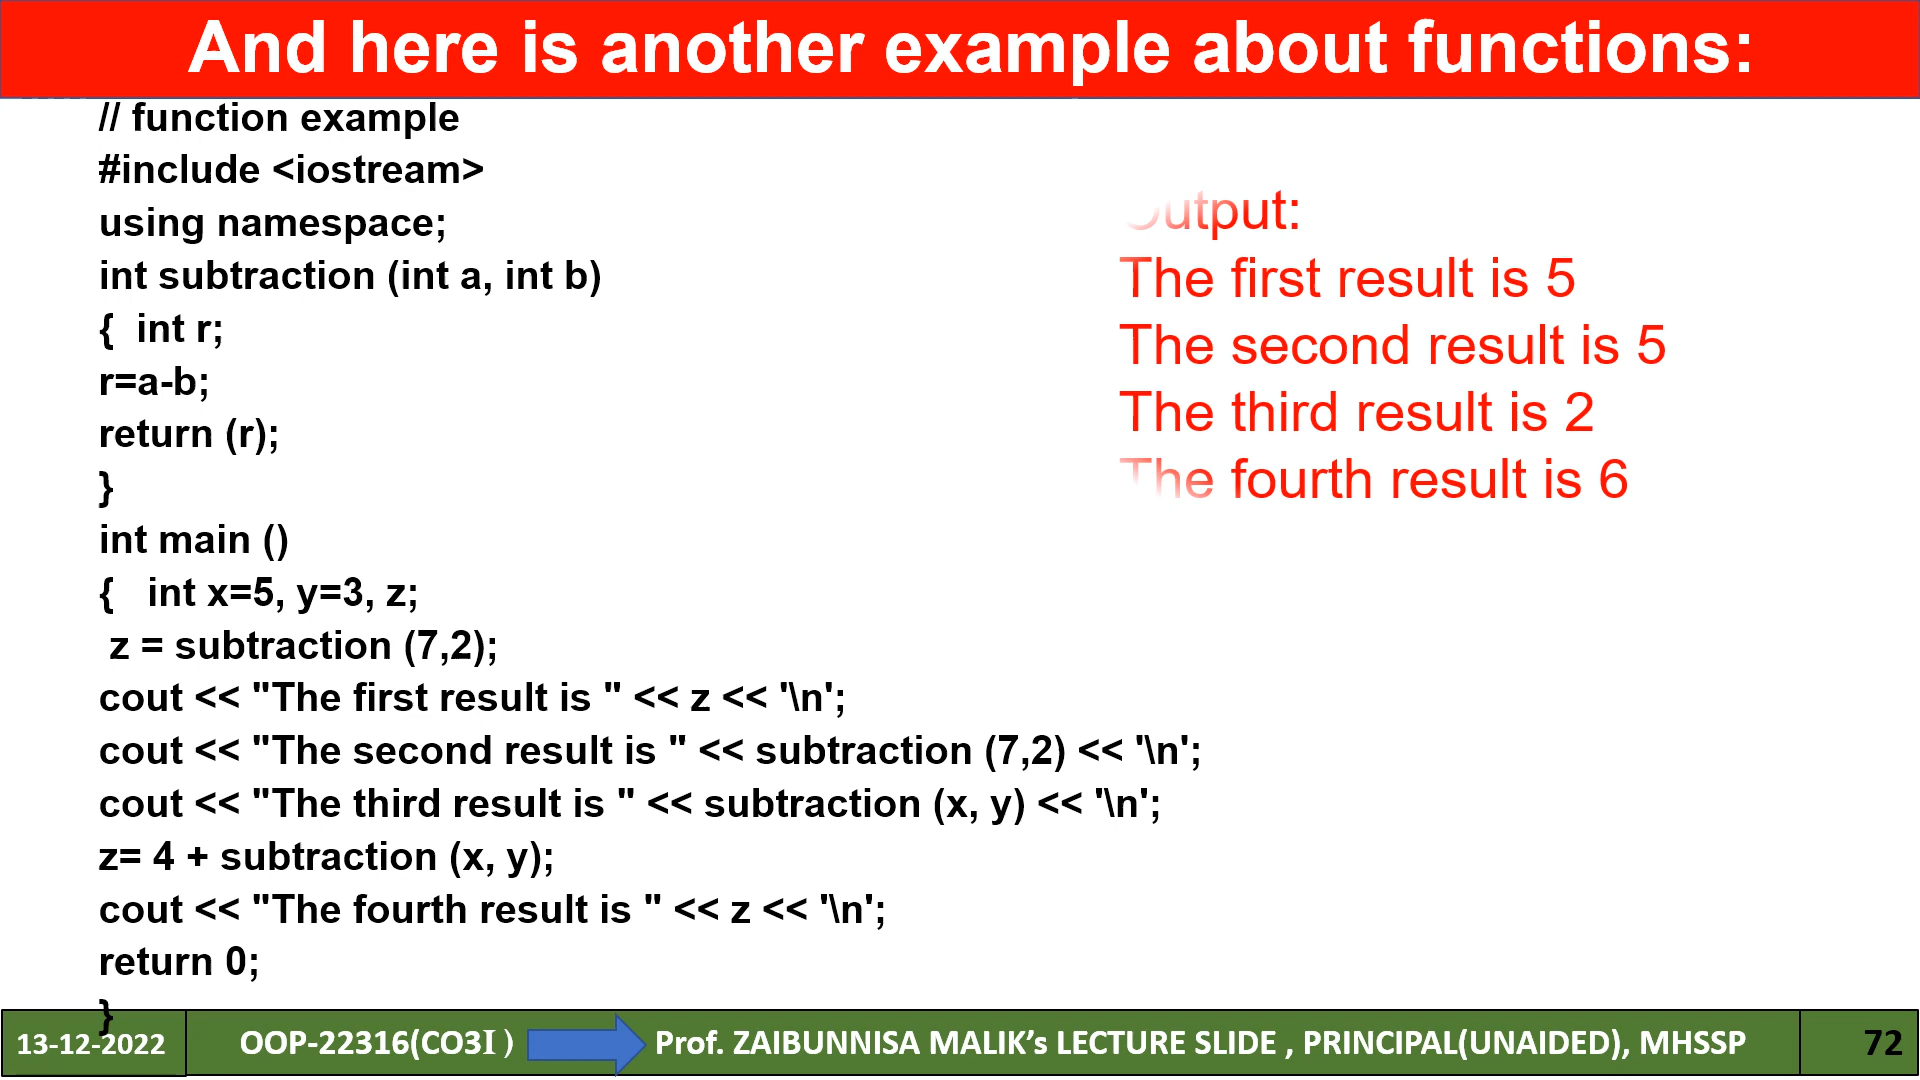 And here is another example about functions:
// function example
#include <iostream>
using namespace;
int subtraction (int a, int b)
{  int r;
r=a-b;
return (r);
}
int main ()
{   int x=5, y=3, z;
 z = subtraction (7,2);
cout << "The first result is " << z << '\n';
cout << "The second result is " << subtraction (7,2) << '\n';
cout << "The third result is " << subtraction (x, y) << '\n';
z= 4 + subtraction (x, y);
cout << "The fourth result is " << z << '\n';
return 0;
}
Output:
The first result is 5
The second result is 5
The third result is 2
The fourth result is 6
13-12-2022
OOP-22316(CO3I )
Prof. ZAIBUNNISA MALIK’s LECTURE SLIDE , PRINCIPAL(UNAIDED), MHSSP
72